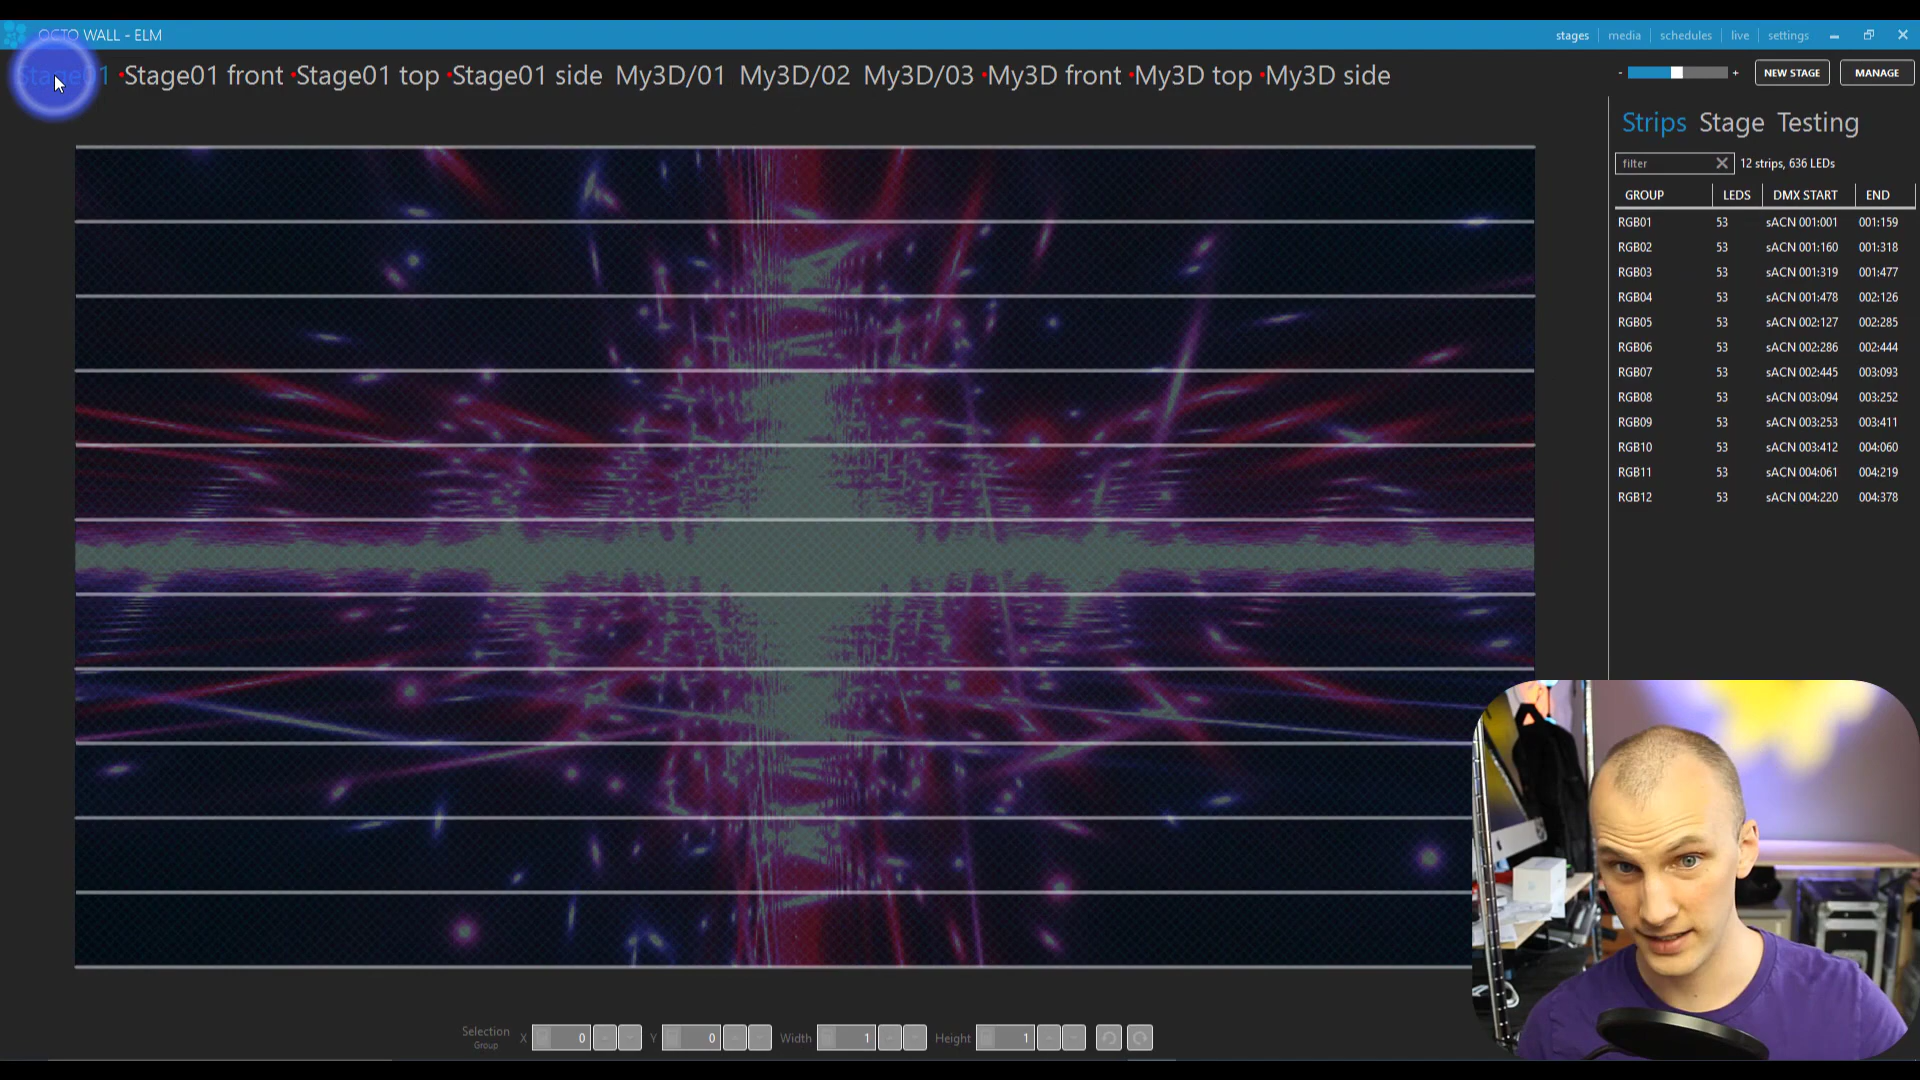 OCTO WALL - ELM
stages media schedules live settings
Stage01 Stage01 front Stage01 top Stage01 side My3D/01 My3D/02 My3D/03 My3D front My3D top My3D side
- + NEW STAGE MANAGE
Strips Stage Testing
filter 12 strips, 636 LEDs
GROUP LEDS DMX START END
RGB01 53 sACN 001:001 001:159
RGB02 53 sACN 001:160 001:318
RGB03 53 sACN 001:319 001:477
RGB04 53 sACN 001:478 002:126
RGB05 53 sACN 002:127 002:285
RGB06 53 sACN 002:286 002:444
RGB07 53 sACN 002:445 003:093
RGB08 53 sACN 003:094 003:252
RGB09 53 sACN 003:253 003:411
RGB10 53 sACN 003:412 004:060
RGB11 53 sACN 004:061 004:219
RGB12 53 sACN 004:220 004:378
Selection X 0 Y 0 Width 1 Height 1
Group